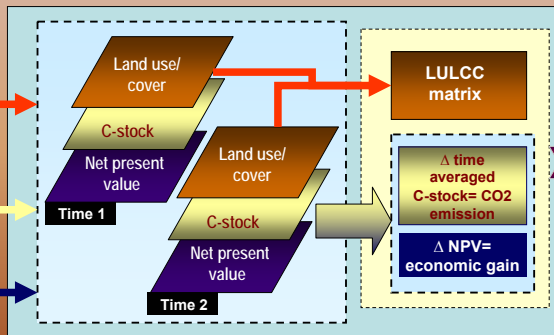 Land use/
cover
C-stock
Net present
value
Time 1
Land use/
cover
C-stock
Net present
value
Time 2
LULCC
matrix
Δ time
averaged
C-stock= CO2
emission
Δ NPV=
economic gain